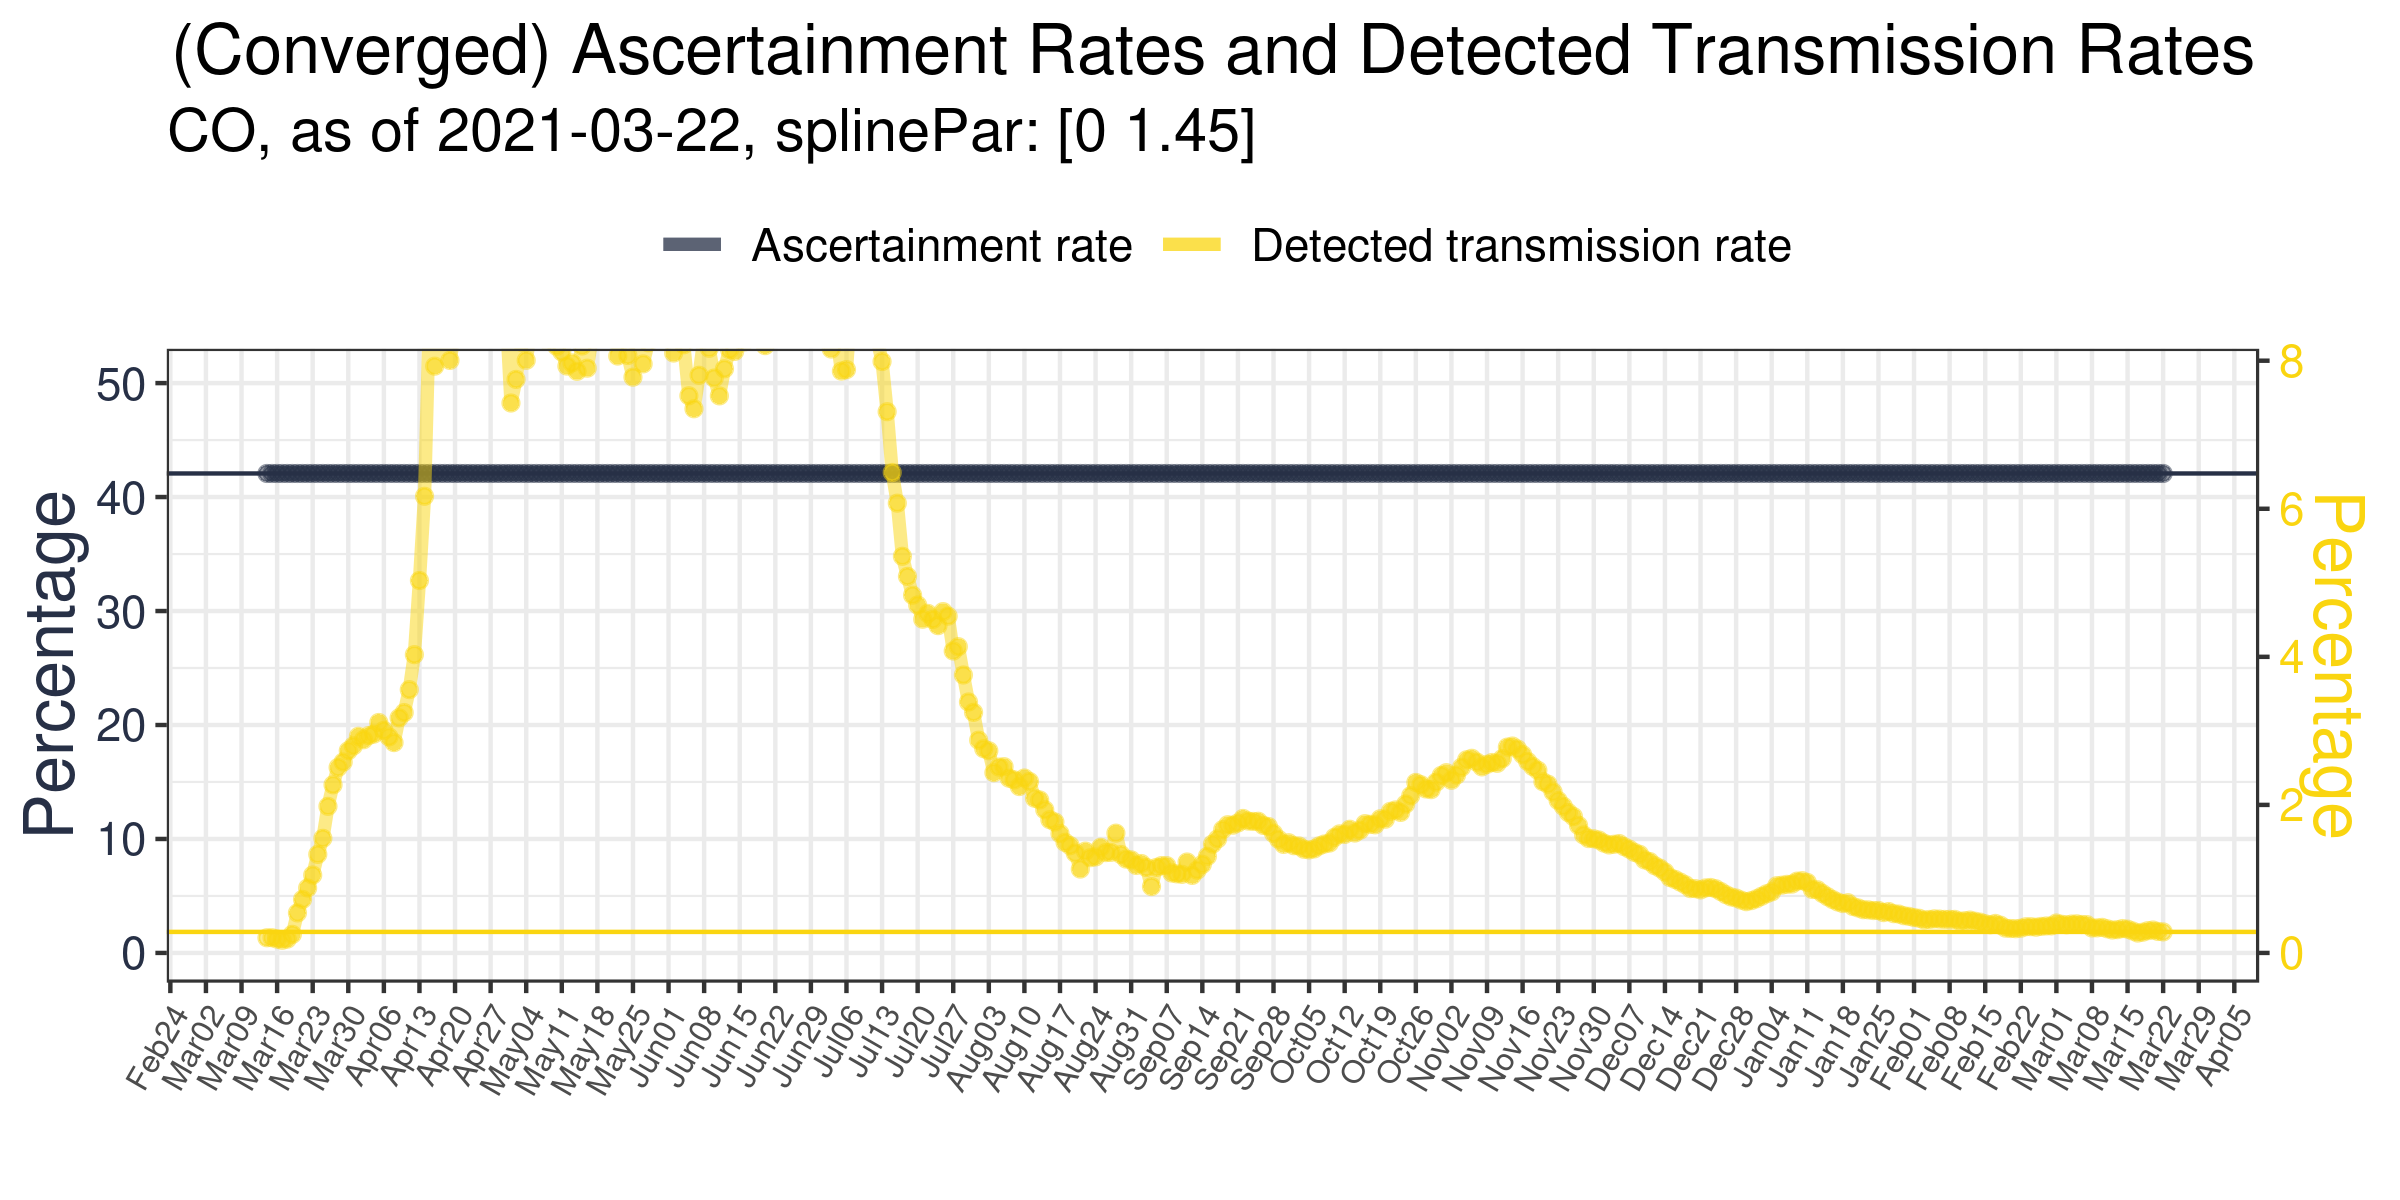 (Converged) Ascertainment Rates and Detected Transmission Rates
CO, as of 2021-03-22, splinePar: [0 1.45]
Ascertainment rate Detected transmission rate
Percentage
50
40
30
20
10
0
8
6
4
2
0
Percentage
Feb24 Mar02 Mar09 Mar16 Mar23 Mar30 Apr06 Apr13 Apr20 Apr27 May04 May11 May18 May25 Jun01 Jun08 Jun15 Jun22 Jun29 Jul06 Jul13 Jul20 Jul27 Aug03 Aug10 Aug17 Aug24 Aug31 Sep07 Sep14 Sep21 Sep28 Oct05 Oct12 Oct19 Oct26 Nov02 Nov09 Nov16 Nov23 Nov30 Dec07 Dec14 Dec21 Dec28 Jan04 Jan11 Jan18 Jan25 Feb01 Feb08 Feb15 Feb22 Mar01 Mar08 Mar15 Mar22 Mar29 Apr05